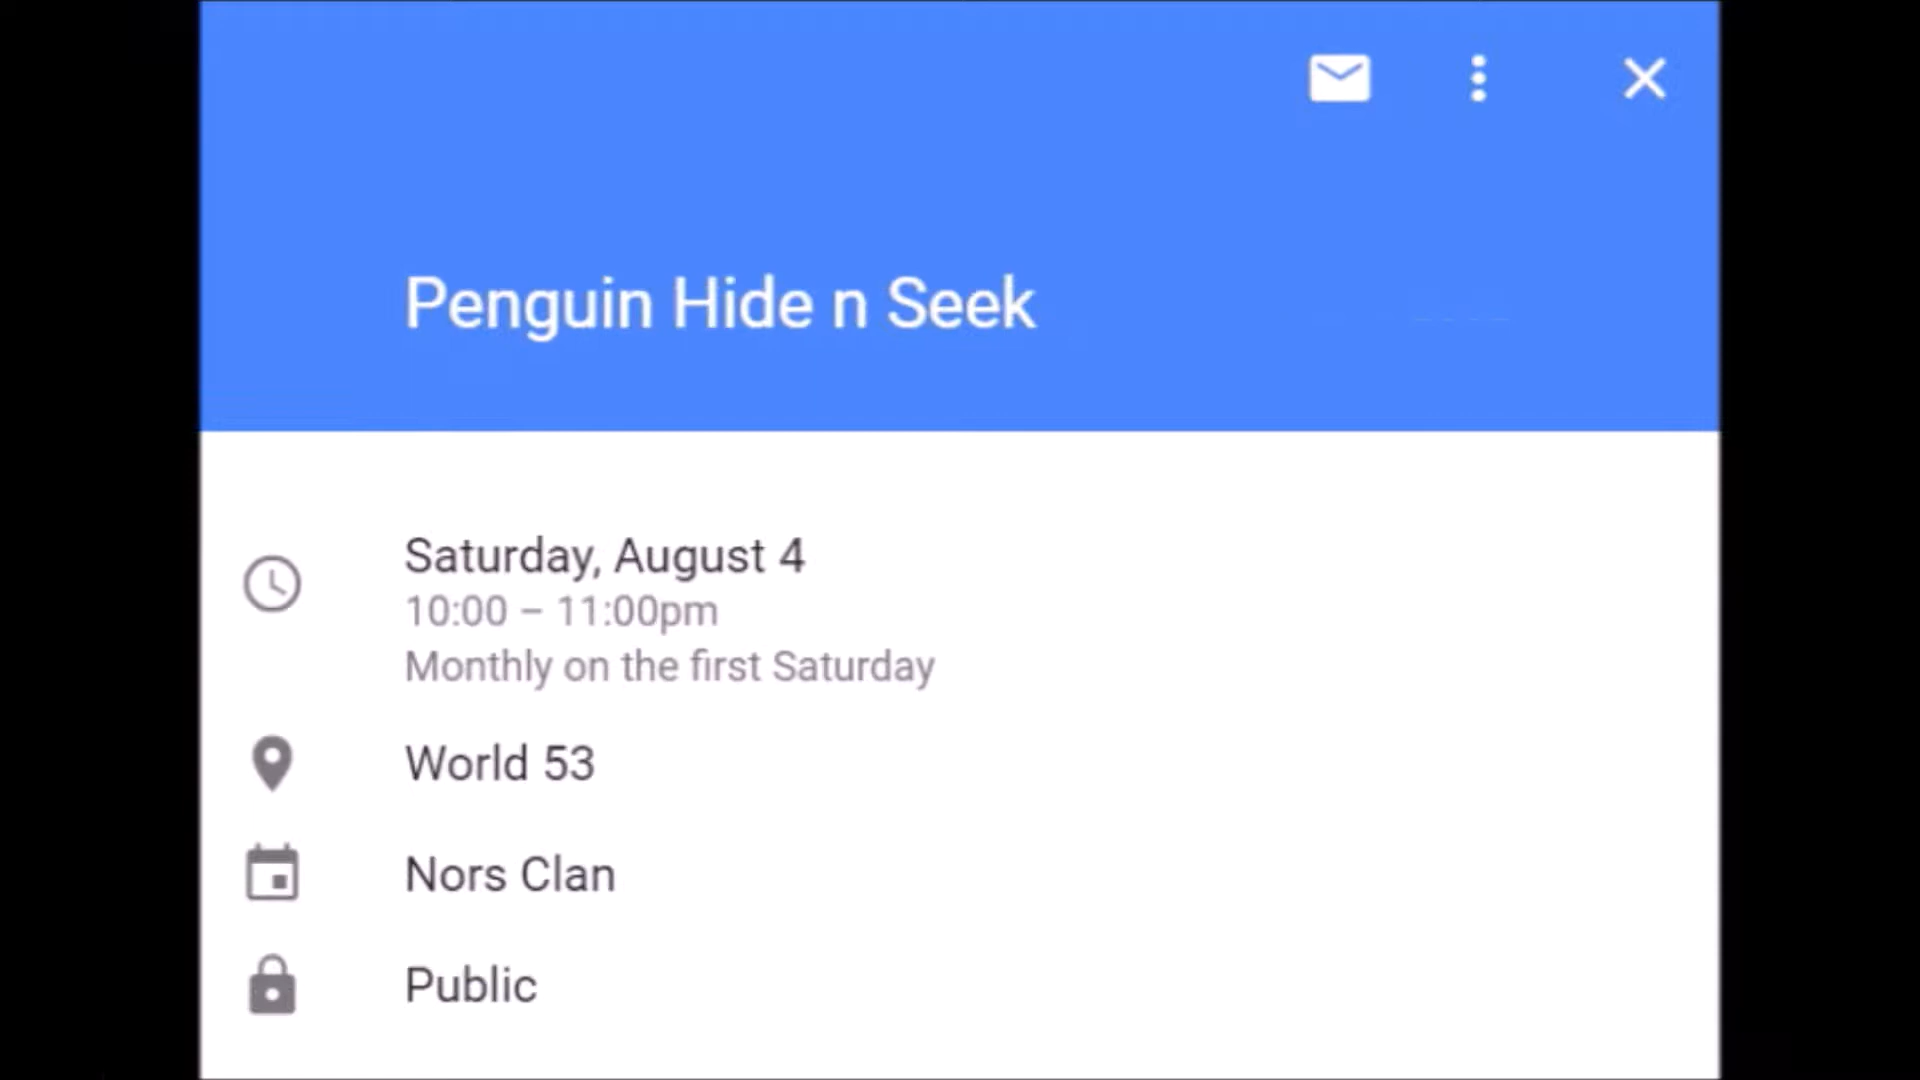 Penguin Hide n Seek
Saturday, August 4
10:00 – 11:00pm
Monthly on the first Saturday
World 53
Nors Clan
Public